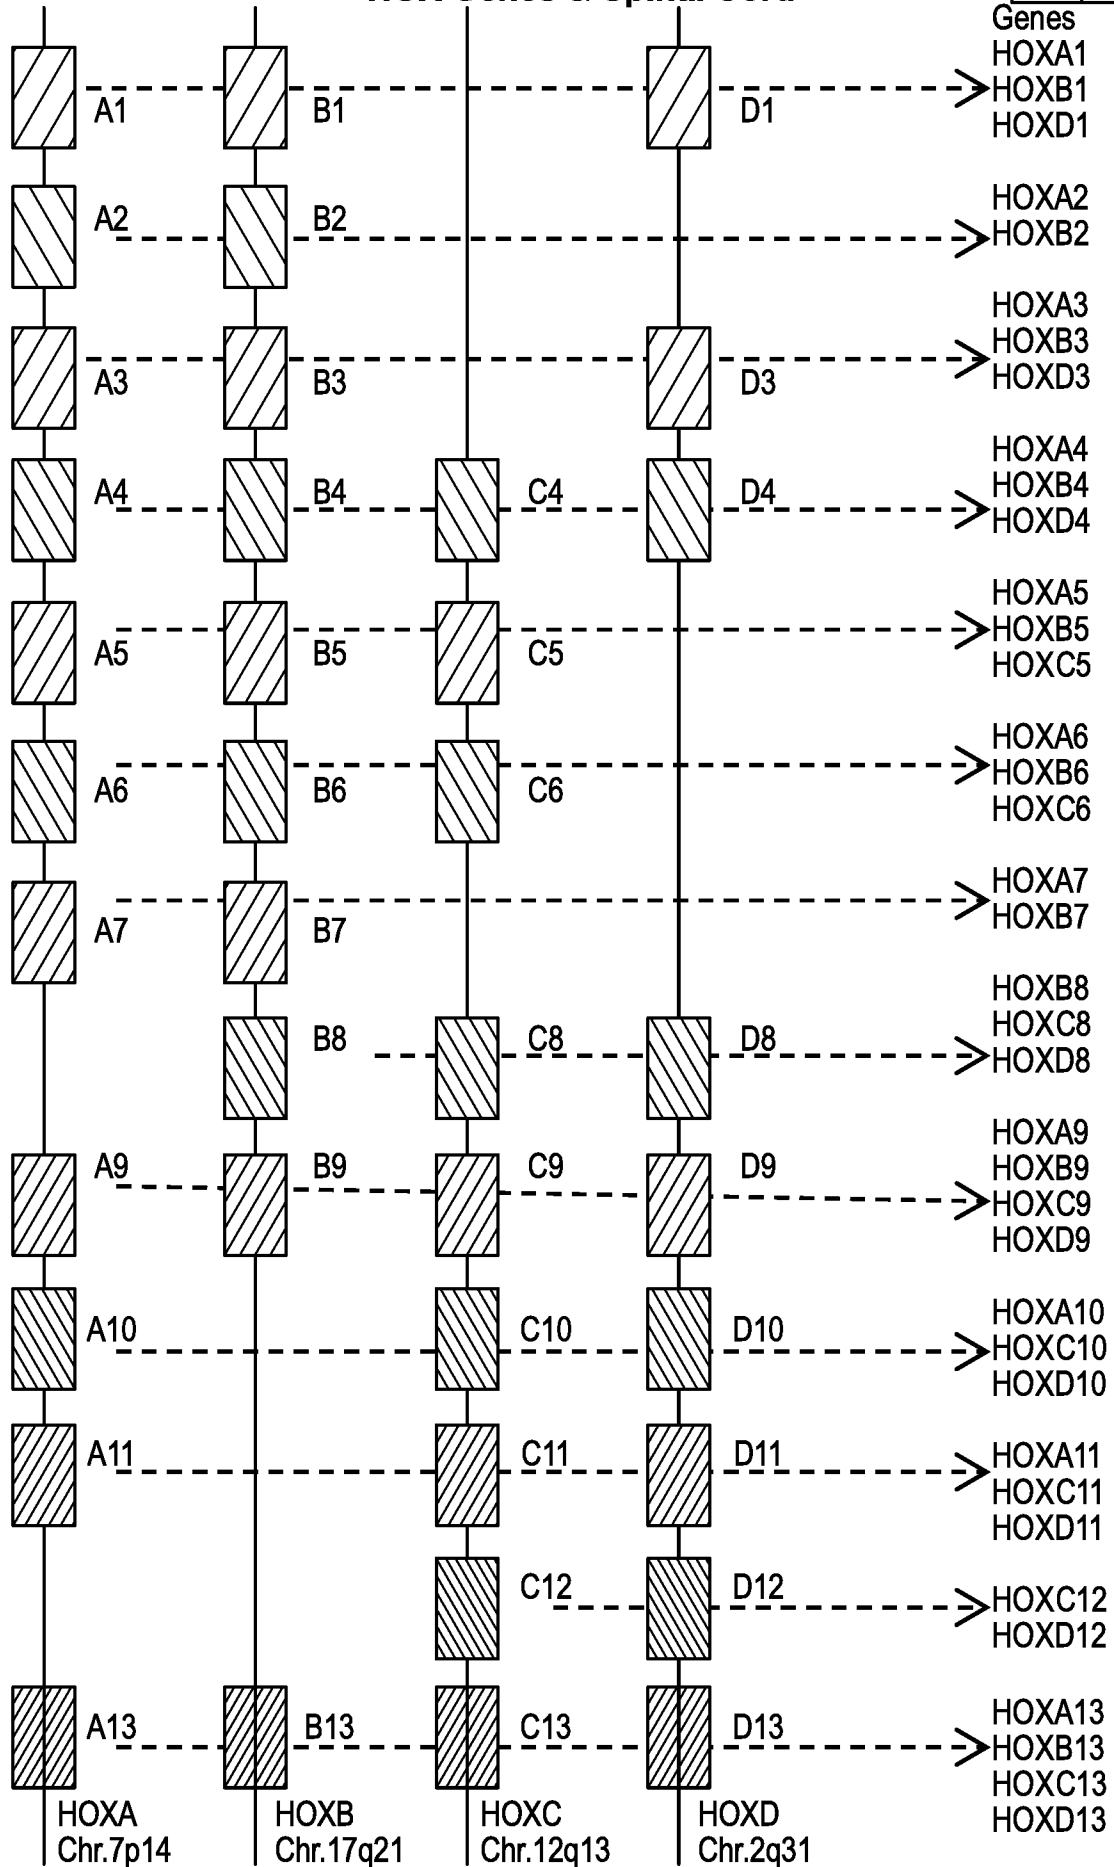 Genes
HOXA1
A1 B1 D1 HOXB1
HOXD1
HOXA2
A2 B2 HOXB2
HOXA3
HOXB3
A3 B3 D3 HOXD3
HOXA4
A4 B4 C4 D4 HOXB4
HOXD4
HOXA5
HOXB5
A5 B5 C5 HOXC5
HOXA6
HOXB6
A6 B6 C6 HOXC6
HOXA7
A7 B7 HOXB7
HOXB8
B8 C8 D8 HOXC8
HOXD8
HOXA9
A9 B9 C9 D9 HOXB9
HOXC9
HOXD9
HOXA10
A10 C10 D10 HOXC10
HOXD10
A11 C11 D11 HOXA11
HOXC11
HOXD11
C12 D12 HOXC12
HOXD12
HOXA13
A13 B13 C13 D13 HOXB13
HOXC13
HOXA HOXB HOXC HOXD HOXD13
Chr.7p14 Chr.17q21 Chr.12q13 Chr.2q31